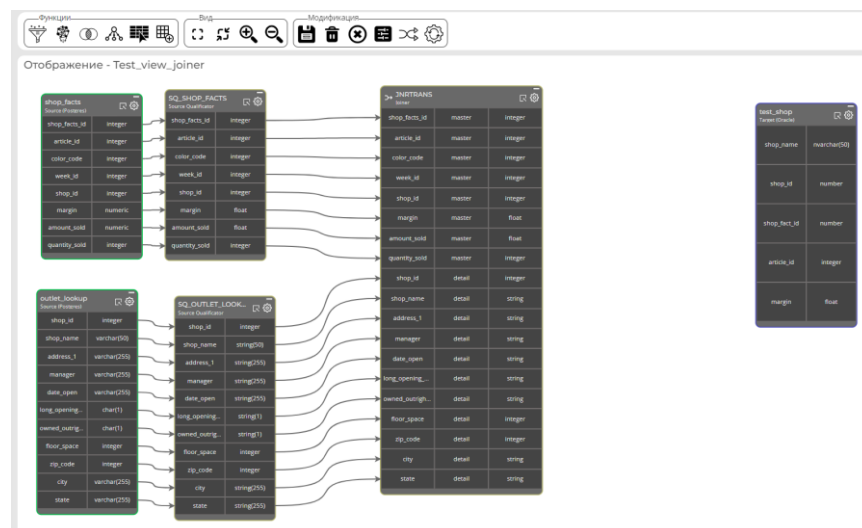 Функции Вид Модификация
Отображение - Test_view_joiner
shop_facts
Source (Postgres)
shop_facts_id integer
article_id integer
color_code integer
week_id integer
shop_id integer
margin numeric
amount_sold numeric
quantity_sold integer
SQ_SHOP_FACTS
Source Qualificator
shop_facts_id integer
article_id integer
color_code integer
week_id integer
shop_id integer
margin float
amount_sold float
quantity_sold integer
outlet_lookup
Source (Postgres)
shop_id integer
shop_name varchar(50)
address_1 varchar(255)
manager varchar(255)
date_open varchar(255)
long_opening... char(1)
owned_outrig... char(1)
floor_space integer
zip_code integer
city varchar(255)
state varchar(255)
SQ_OUTLET_LOOK...
Source Qualificator
shop_id integer
shop_name string(50)
address_1 string(255)
manager string(255)
date_open string(255)
long_opening... string(1)
owned_outrig... string(1)
floor_space integer
zip_code integer
city string(255)
state string(255)
JNRTRANS
Joiner
shop_facts_id master integer
article_id master integer
color_code master integer
week_id master integer
shop_id master integer
margin master float
amount_sold master float
quantity_sold master integer
shop_id detail integer
shop_name detail string
address_1 detail string
manager detail string
date_open detail string
long_opening_... detail string
owned_outrigh... detail string
floor_space detail integer
zip_code detail integer
city detail string
state detail string
test_shop
Target (Oracle)
shop_name nvarchar(50)
shop_id number
shop_fact_id number
article_id integer
margin float